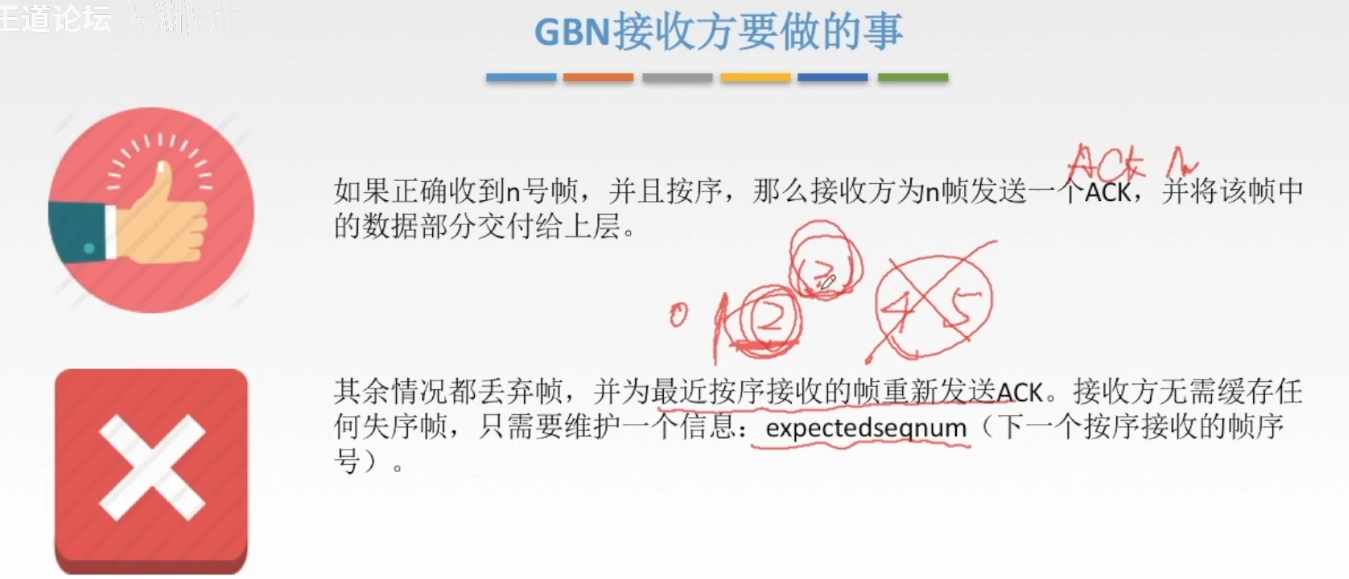 王道论坛
GBN接收方要做的事
ACK n
如果正确收到n号帧，并且按序，那么接收方为n帧发送一个ACK，并将该帧中
的数据部分交付给上层。
3
0 1 2 4 5
其余情况都丢弃帧，并为最近按序接收的帧重新发送ACK。接收方无需缓存任
何失序帧，只需要维护一个信息：expectedseqnum（下一个按序接收的帧序
号）。